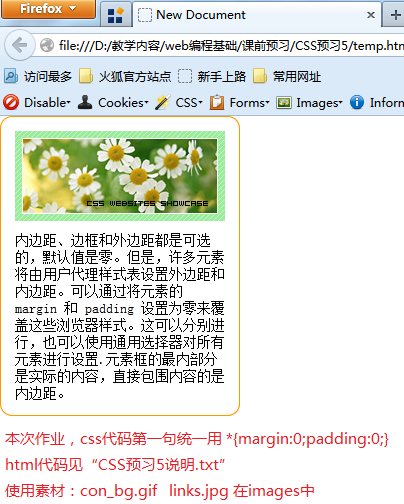 Firefox
New Document
file:///D:/教学内容/web编程基础/课前预习/CSS预习5/temp.htm
访问最多 火狐官方站点 新手上路 常用网址
Disable Cookies CSS Forms Images Inform
CSS WEBSITES SHOWCASE
内边距、边框和外边距都是可选
的，默认值是零。但是，许多元素
将由用户代理样式表设置外边距和
内边距。可以通过将元素的
margin 和 padding 设置为零来覆
盖这些浏览器样式。这可以分别进
行，也可以使用通用选择器对所有
元素进行设置.元素框的最内部分
是实际的内容，直接包围内容的是
内边距。
本次作业，css代码第一句统一用 *{margin:0;padding:0;}
html代码见“CSS预习5说明.txt”
使用素材：con_bg.gif links.jpg 在images中